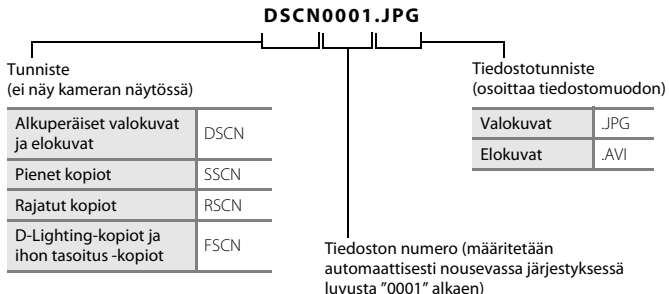 DSCN0001.JPG
Tunniste
(ei näy kameran näytössä)
Alkuperäiset valokuvat
ja elokuvat
DSCN
Pienet kopiot
SSCN
Rajatut kopiot
RSCN
D-Lighting-kopiot ja
ihon tasoitus -kopiot
FSCN
Tiedoston numero (määritetään
automaattisesti nousevassa järjestyksessä
luvusta ”0001” alkaen)
Tiedostotunniste
(osoittaa tiedostomuodon)
Valokuvat
.JPG
Elokuvat
.AVI